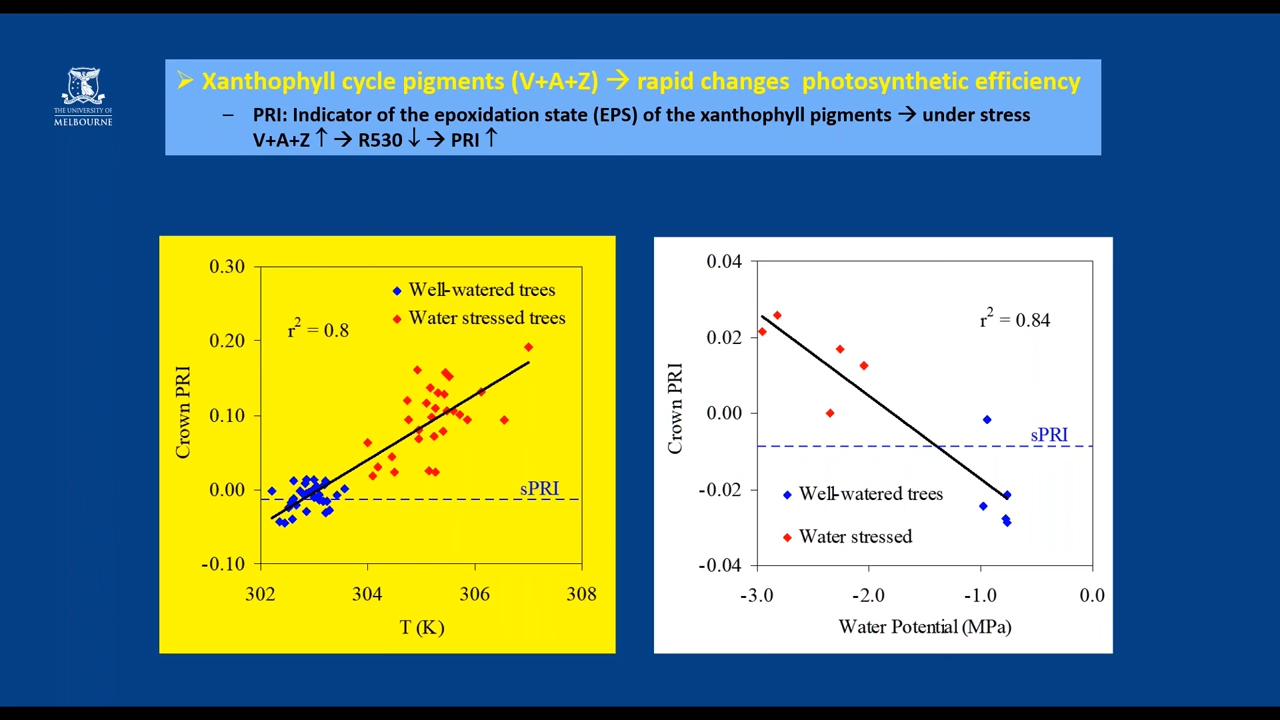 THE UNIVERSITY OF
MELBOURNE
➢ Xanthophyll cycle pigments (V+A+Z) → rapid changes photosynthetic efficiency
– PRI: Indicator of the epoxidation state (EPS) of the xanthophyll pigments → under stress
V+A+Z ↑ → R530 ↓ → PRI ↑
0.30
0.20
0.10
0.00
-0.10
Crown PRI
Well-watered trees
Water stressed trees
r² = 0.8
sPRI
302
304
306
308
T (K)
0.04
0.02
0.00
-0.02
-0.04
Crown PRI
r² = 0.84
sPRI
Well-watered trees
Water stressed
-3.0
-2.0
-1.0
0.0
Water Potential (MPa)